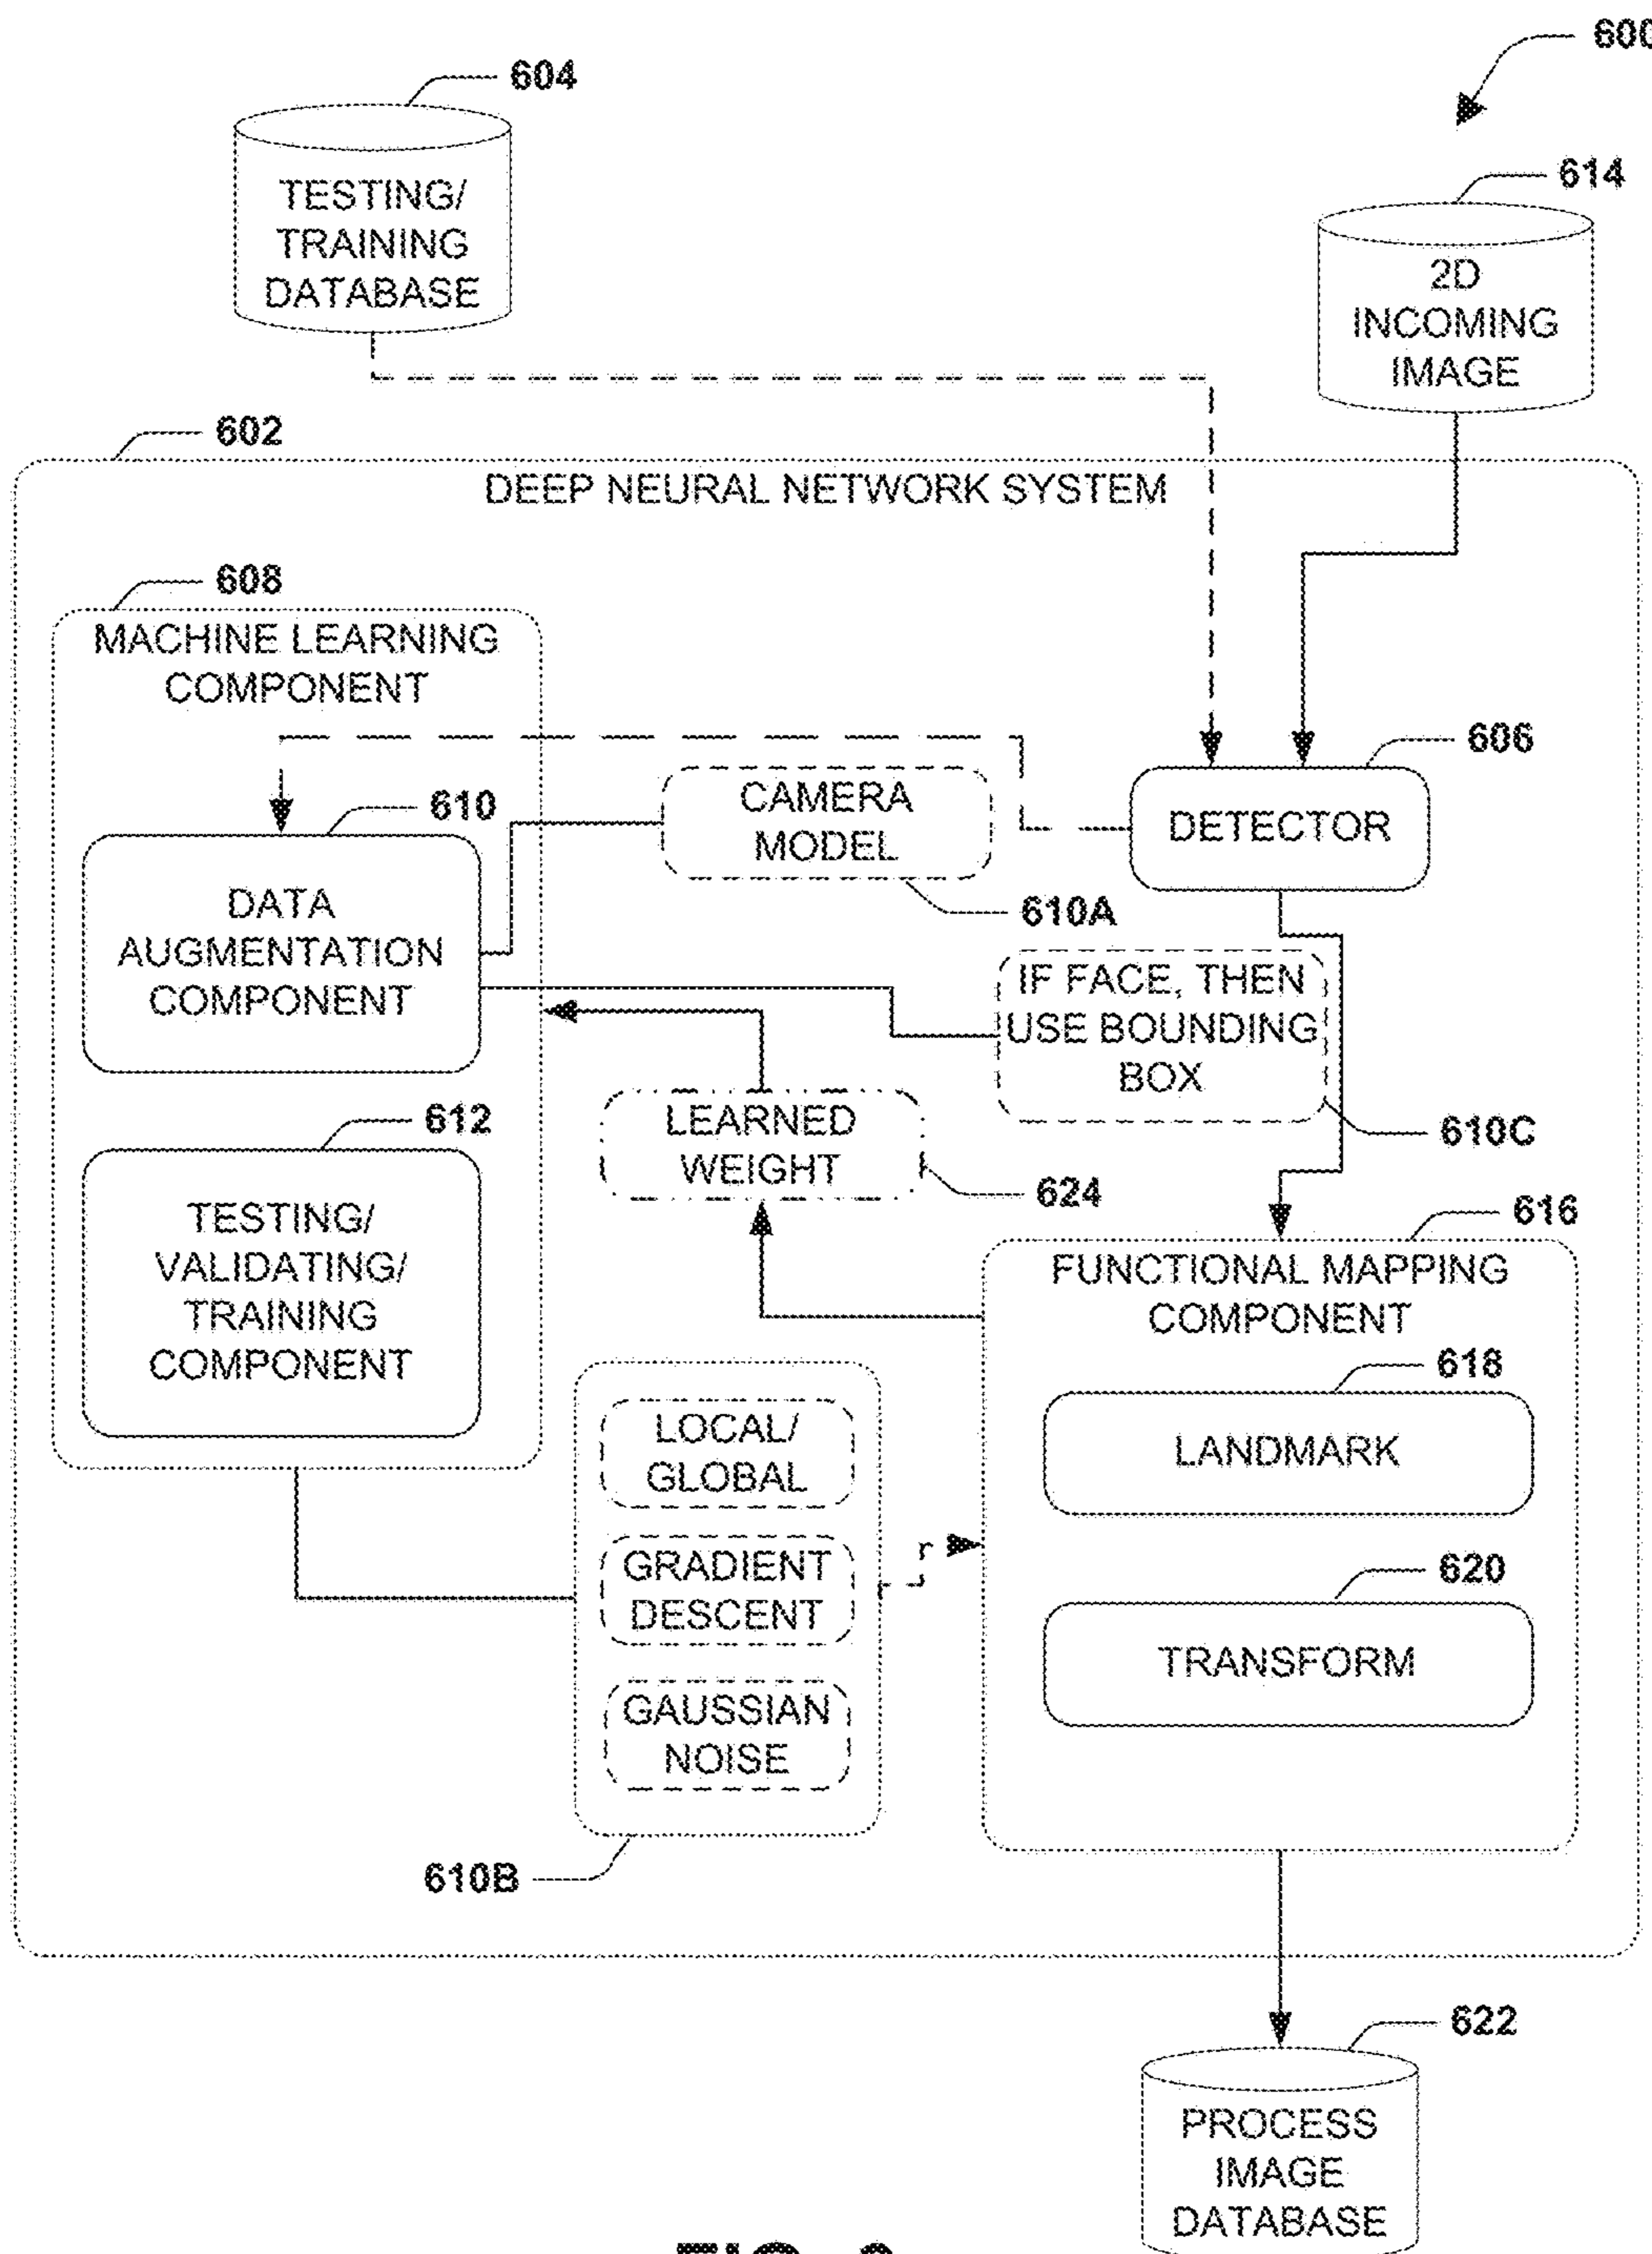 600
604
TESTING/
TRAINING
DATABASE
614
2D
INCOMING
IMAGE
602
DEEP NEURAL NETWORK SYSTEM
608
MACHINE LEARNING
COMPONENT
606
DETECTOR
CAMERA
MODEL
610A
610
DATA
AUGMENTATION
COMPONENT
IF FACE, THEN
USE BOUNDING
BOX
610C
LEARNED
WEIGHT
624
612
TESTING/
VALIDATING/
TRAINING
COMPONENT
616
FUNCTIONAL MAPPING
COMPONENT
618
LANDMARK
620
TRANSFORM
LOCAL/
GLOBAL
GRADIENT
DESCENT
GAUSSIAN
NOISE
610B
622
PROCESS
IMAGE
DATABASE